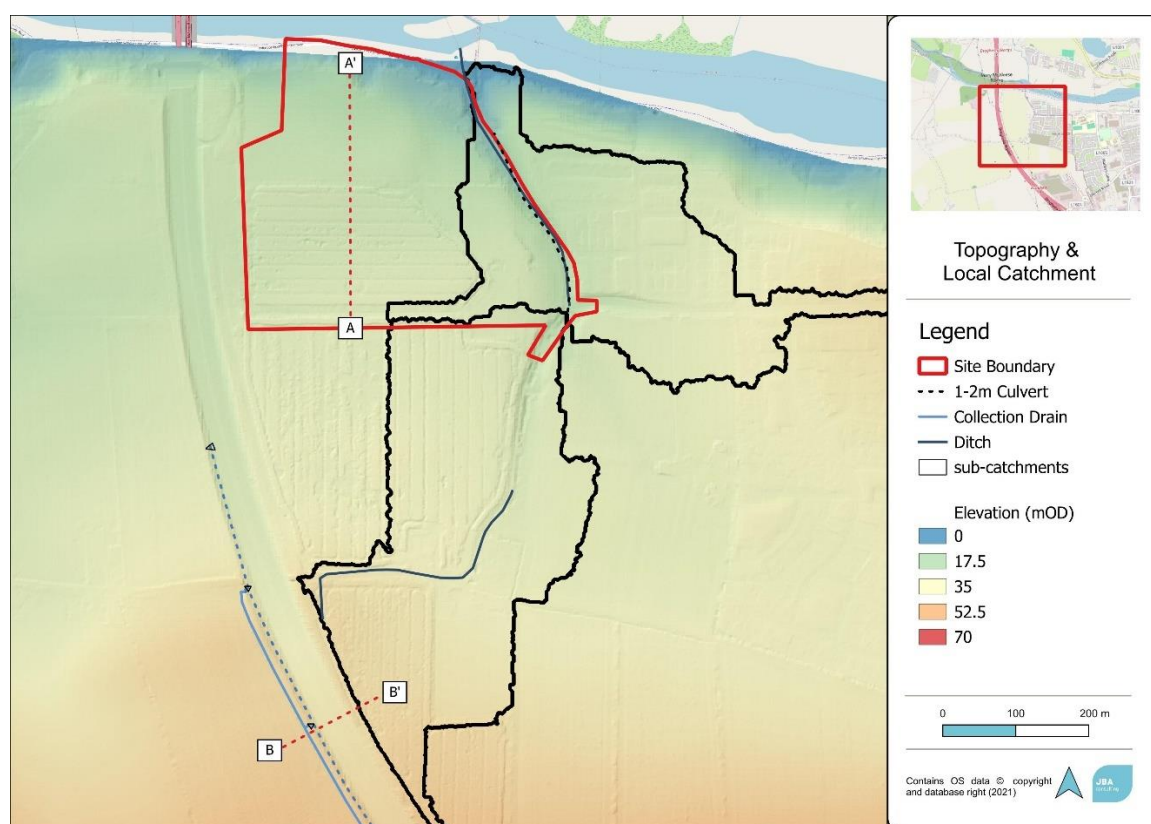 A'
A
B'
B
Topography &
Local Catchment
Legend
Site Boundary
1-2m Culvert
Collection Drain
Ditch
sub-catchments
Elevation (mOD)
0
17.5
35
52.5
70
0 100 200 m
Contains OS data © copyright
and database right (2021)
JBA
consulting